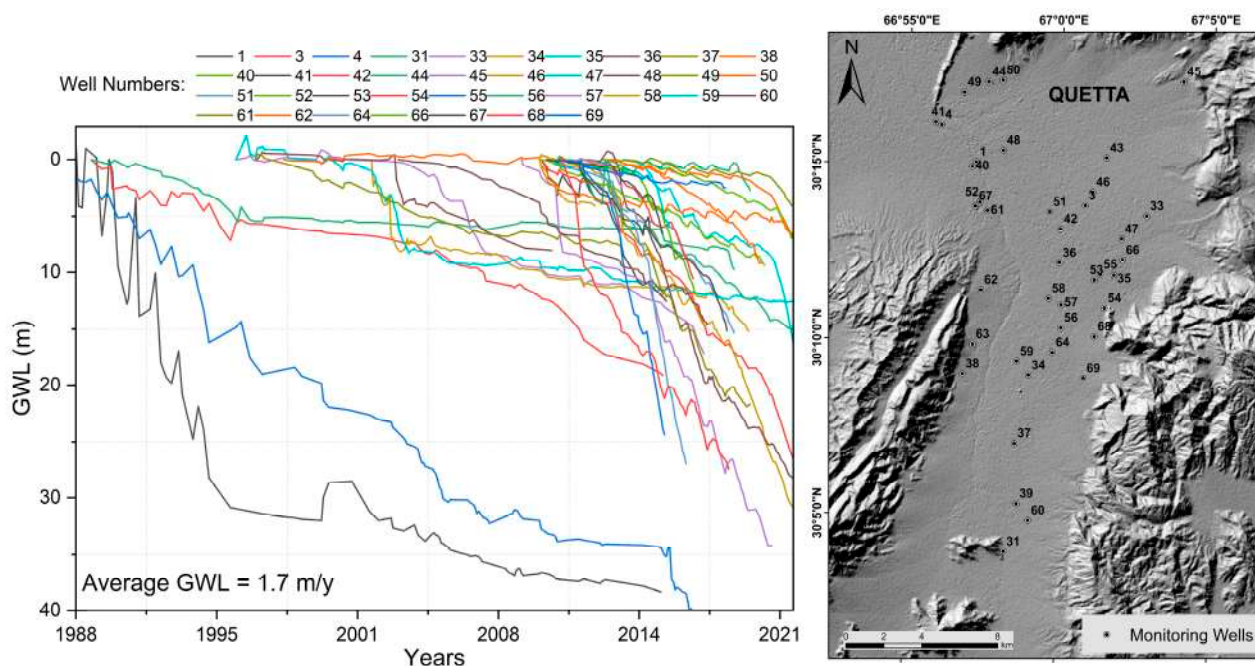 1 3 4 31 33 34 35 36 37 38
Well Numbers:
40 41 42 44 45 46 47 48 49 50
51 52 53 54 55 56 57 58 59 60
61 62 64 66 67 68 69
0
10
20
30
40
GWL (m)
Average GWL = 1.7 m/y
1988 1995 2001 2008 2014 2021
Years
66°55'0"E 67°0'0"E 67°5'0"E
N
QUETTA
30°15'0"N
30°10'0"N
30°5'0"N
49 44 50 45
41 4
48
1
40
43
46
3
52
67
61
51
42
33
47
36
66
55
53
35
62
58
57
54
56
68
63
64
59
38
34
69
37
39
60
31
0 2 4 8
km
Monitoring Wells